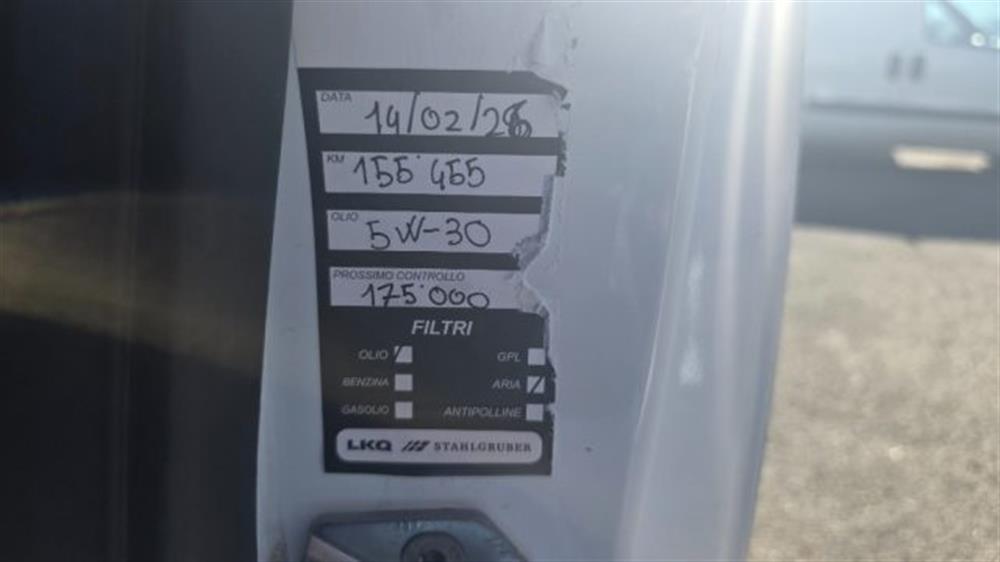 DATA
14/02/26
KM
155'455
OLIO
5W-30
PROSSIMO CONTROLLO
175'000
FILTRI
OLIO GPL
BENZINA ARIA
GASOLIO ANTIPOLLINE
LKQ STAHLGRUBER